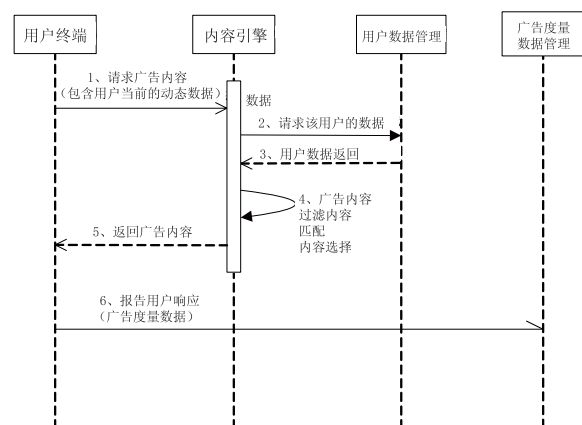 用户终端
内容引擎
用户数据管理
广告度量
数据管理
1、请求广告内容
（包含用户当前的动态数据）
数据
2、请求该用户的数据
3、用户数据返回
4、广告内容
过滤内容
匹配
内容选择
5、返回广告内容
6、报告用户响应
（广告度量数据）